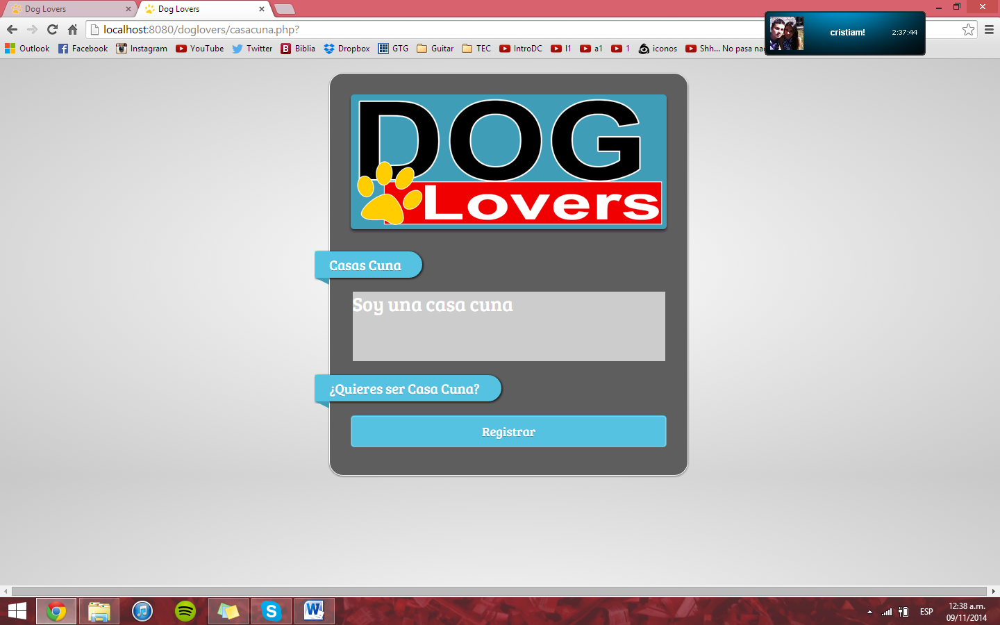 Dog Lovers
Dog Lovers
localhost:8080/doglovers/casacuna.php?
cristiam!
2:37:44
Outlook
Facebook
Instagram
YouTube
Twitter
Biblia
Dropbox
GTG
Guitar
TEC
IntroDC
I1
a1
1
iconos
Shh... No pasa na
DOG
Lovers
Casas Cuna
Soy una casa cuna
¿Quieres ser Casa Cuna?
Registrar
ESP
12:38 a.m.
09/11/2014